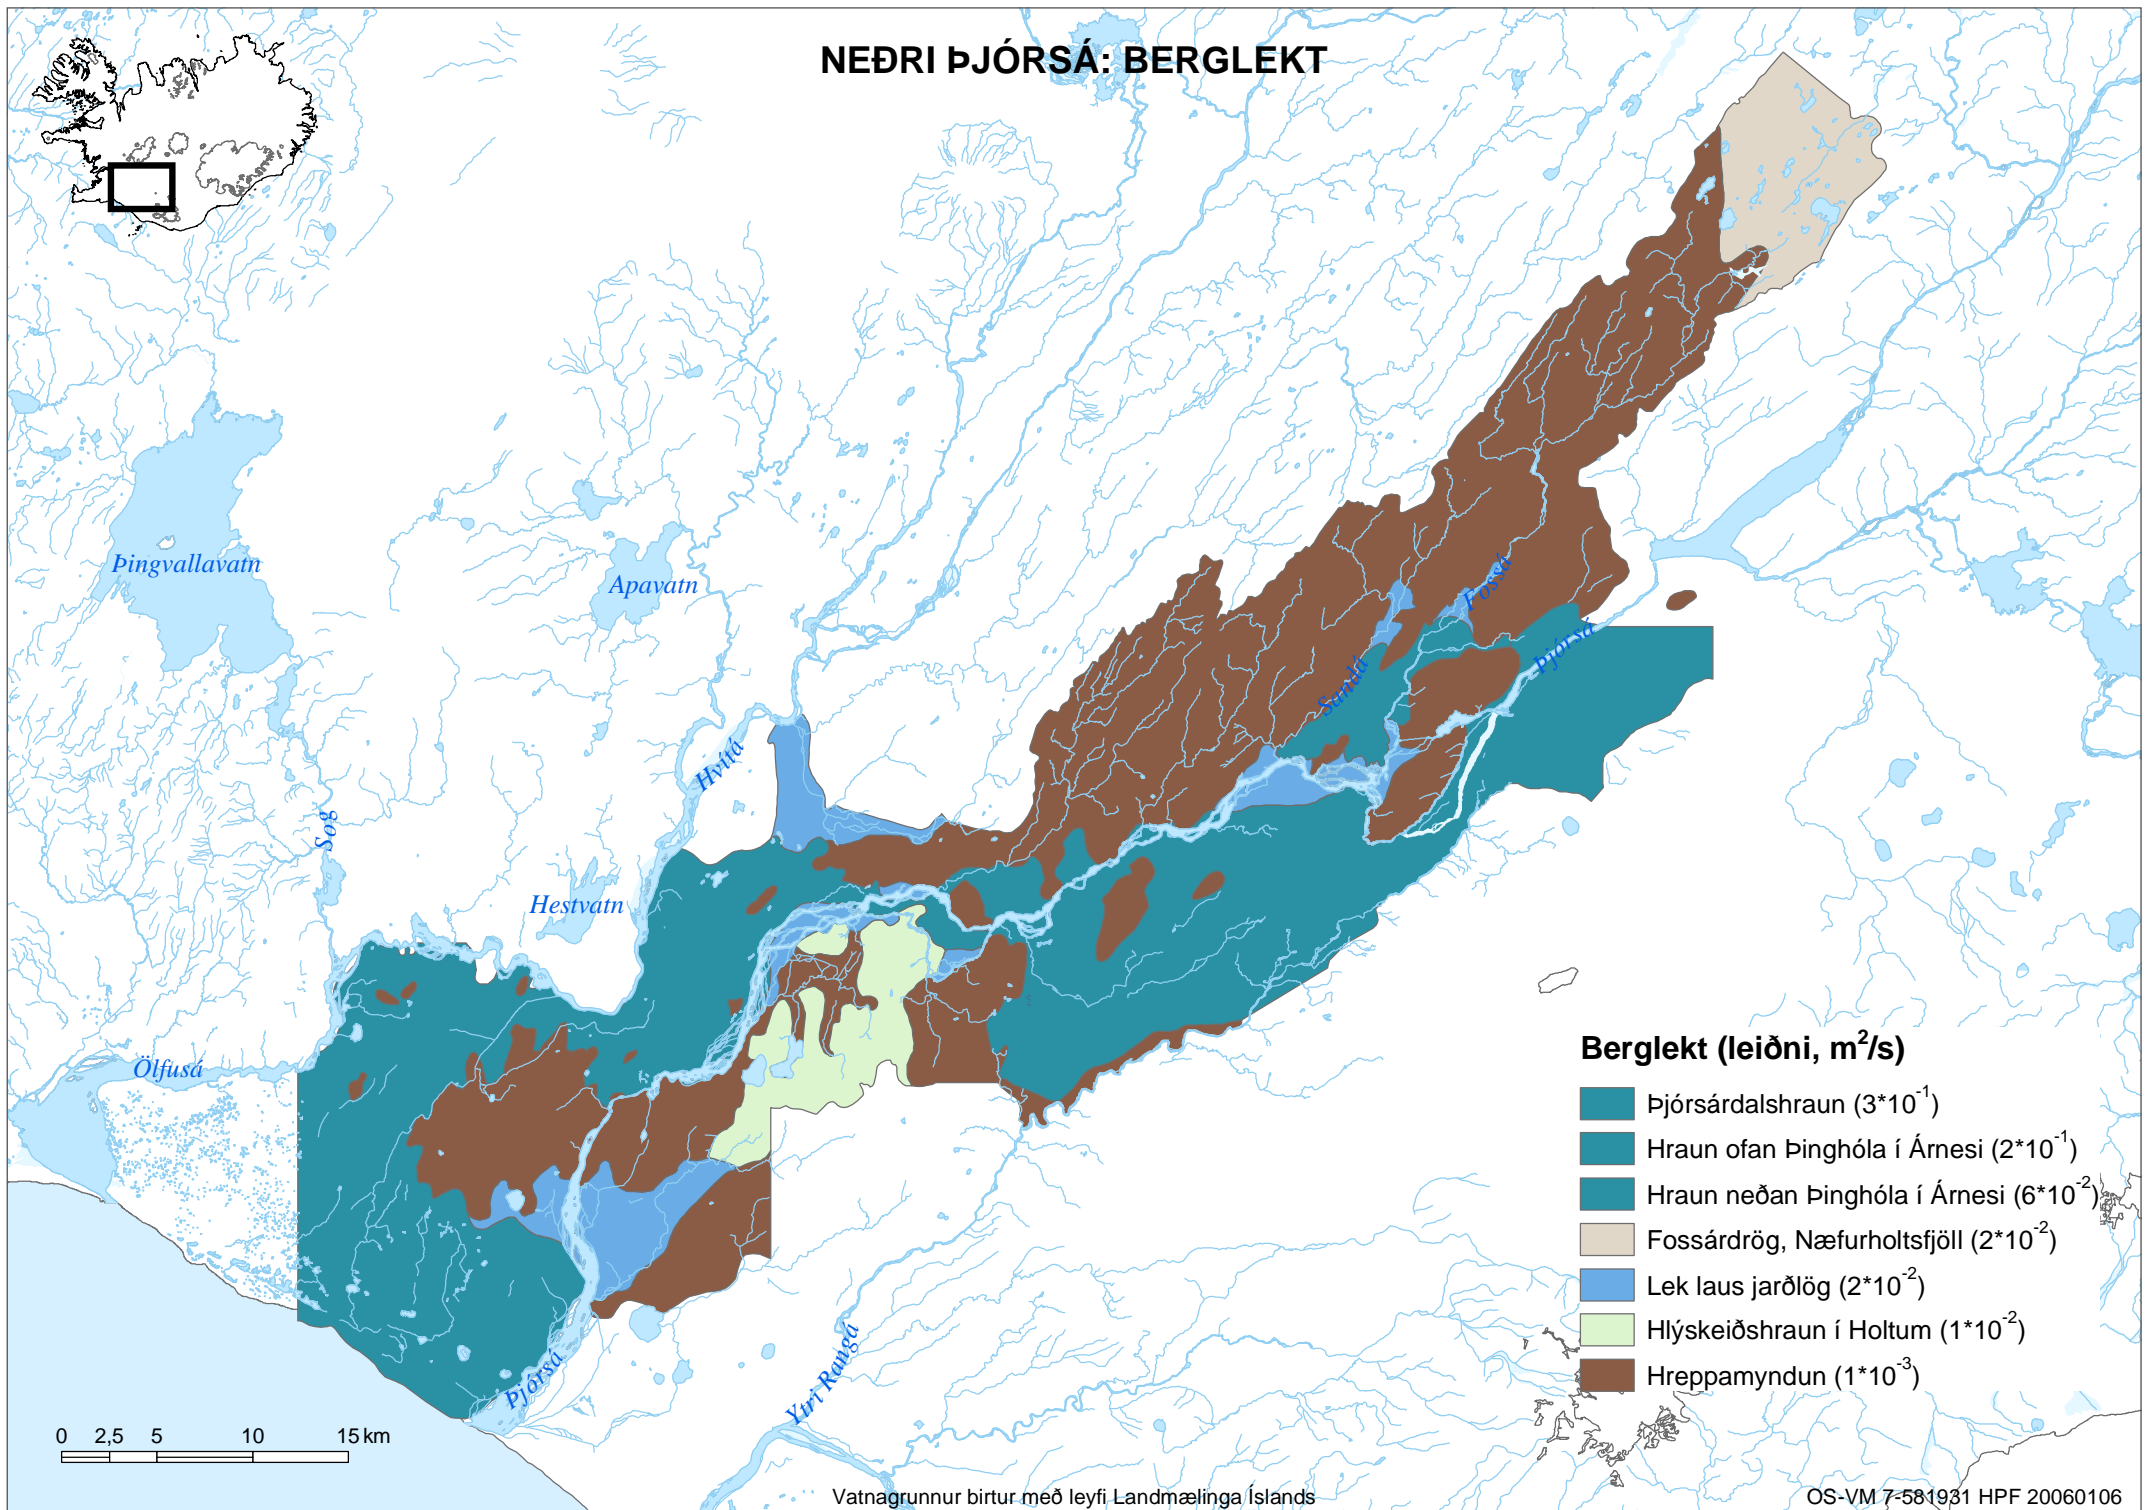 NEÐRI ÞJÓRSÁ: BERGLEKT
Þingvallavatn
Apavatn
Fossá
Þjórsá
Sandá
Hvítá
Sog
Hestvatn
Ölfusá
Þjórsá
Ytri Rangá
Berglekt (leiðni, m²/s)
Þjórsárdalshraun (3*10⁻¹)
Hraun ofan Þinghóla í Árnesi (2*10⁻¹)
Hraun neðan Þinghóla í Árnesi (6*10⁻²)
Fossárdrög, Næfurholtsfjöll (2*10⁻²)
Lek laus jarðlög (2*10⁻²)
Hlýskeiðshraun í Holtum (1*10⁻²)
Hreppamyndun (1*10⁻³)
0 2,5 5 10 15 km
Vatnagrunnur birtur með leyfi Landmælinga Íslands
OS-VM 7-581931 HPF 20060106